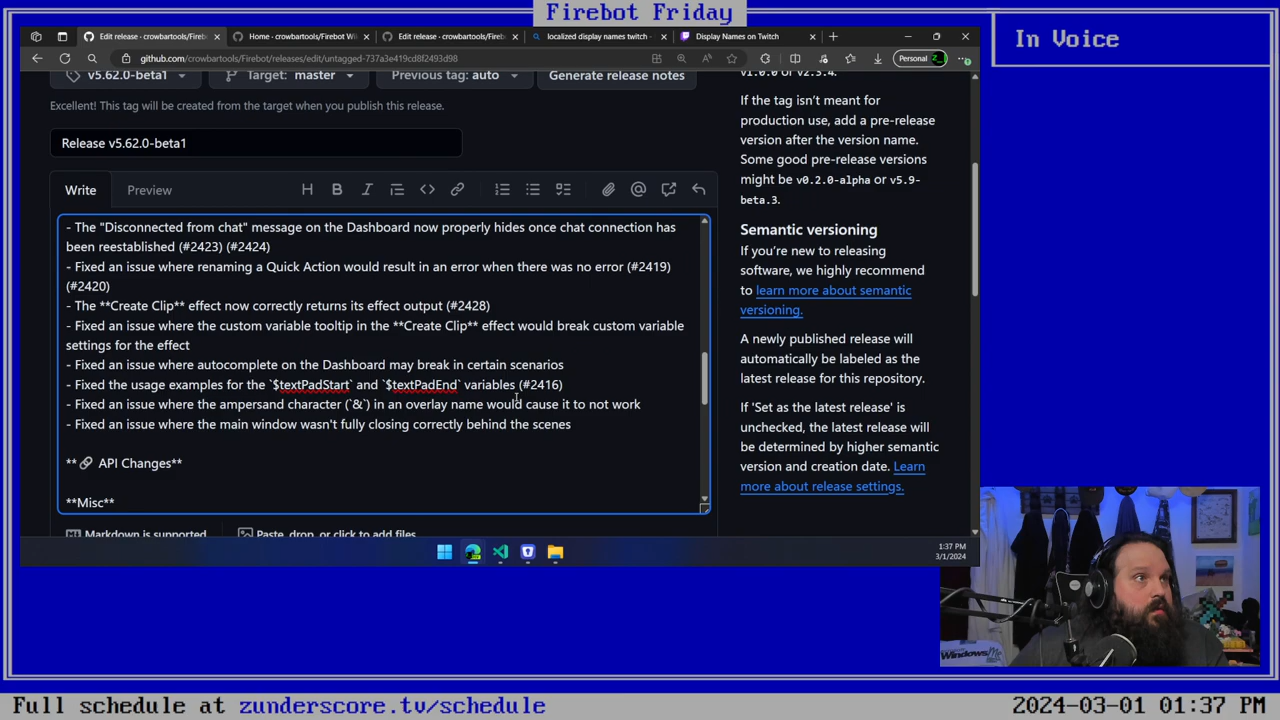 Firebot Friday
Edit release - crowbartools/Fireb
Home - crowbartools/Firebot Wi
Edit release - crowbartools/Fireb
localized display names twitch -
Display Names on Twitch
github.com/crowbartools/Firebot/releases/edit/untagged-737a3e419cd8f2493d98
Personal
In Voice
v5.62.0-beta1
Target: master
Previous tag: auto
Generate release notes
Excellent! This tag will be created from the target when you publish this release.
Release v5.62.0-beta1
Write
Preview
- The "Disconnected from chat" message on the Dashboard now properly hides once chat connection has
been reestablished (#2423) (#2424)
- Fixed an issue where renaming a Quick Action would result in an error when there was no error (#2419)
(#2420)
- The **Create Clip** effect now correctly returns its effect output (#2428)
- Fixed an issue where the custom variable tooltip in the **Create Clip** effect would break custom variable
settings for the effect
- Fixed an issue where autocomplete on the Dashboard may break in certain scenarios
- Fixed the usage examples for the `$textPadStart` and `$textPadEnd` variables (#2416)
- Fixed an issue where the ampersand character (`&`) in an overlay name would cause it to not work
- Fixed an issue where the main window wasn't fully closing correctly behind the scenes
**🔗 API Changes**
**Misc**
Markdown is supported
Paste, drop, or click to add files
v1.0.0 or v2.3.4.
If the tag isn't meant for
production use, add a pre-release
version after the version name.
Some good pre-release versions
might be v0.2.0-alpha or v5.9-
beta.3.
Semantic versioning
If you're new to releasing
software, we highly recommend
to learn more about semantic
versioning.
A newly published release will
automatically be labeled as the
latest release for this repository.
If 'Set as the latest release' is
unchecked, the latest release will
be determined by higher semantic
version and creation date. Learn
more about release settings.
1:37 PM
3/1/2024
Windows
Full schedule at zunderscore.tv/schedule
2024-03-01 01:37 PM